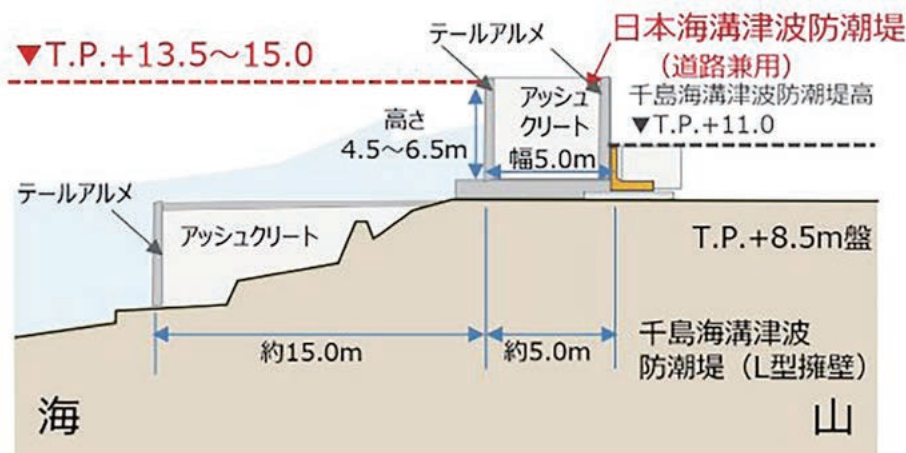 ▼T.P.+13.5～15.0
テールアルメ
日本海溝津波防潮堤
（道路兼用）
千島海溝津波防潮堤高
▼T.P.+11.0
アッシュ
クリート
高さ
4.5～6.5m
幅5.0m
テールアルメ
アッシュクリート
T.P.+8.5m盤
約15.0m
約5.0m
千島海溝津波
防潮堤（L型擁壁）
海
山